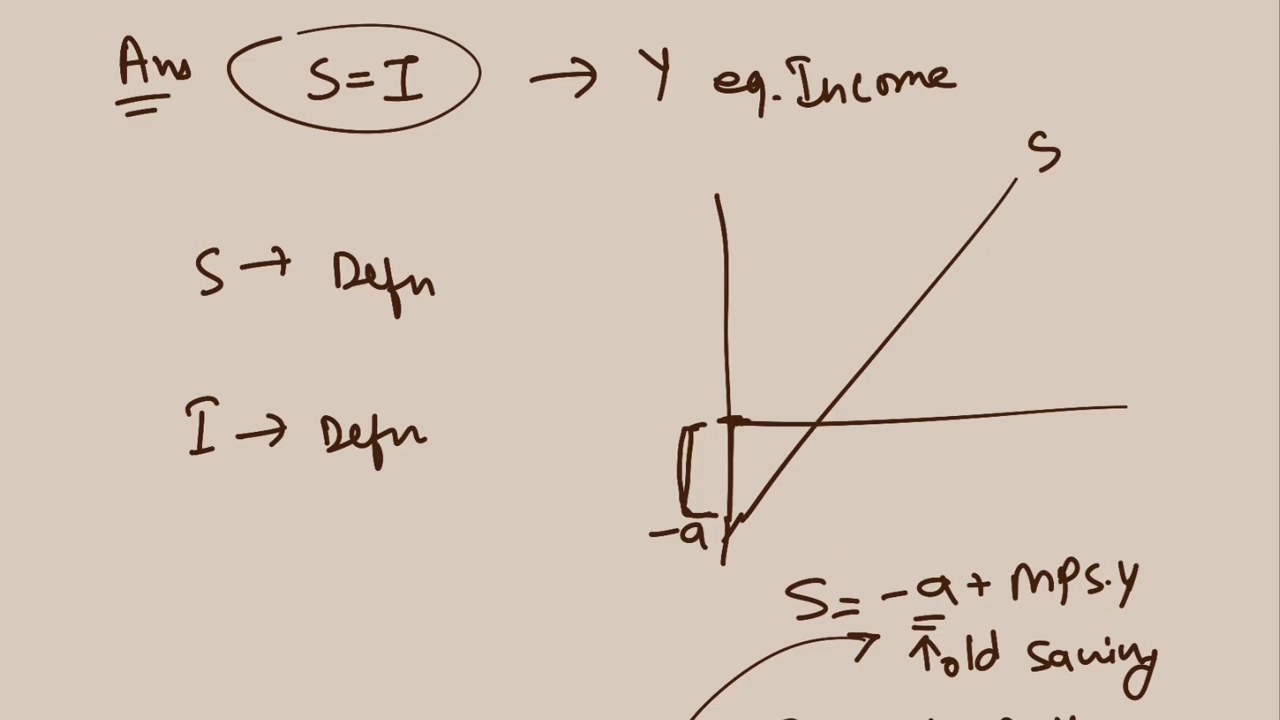 Ans S = I → Y eq. Income
S
S → Defn
I → Defn
-a
S = -a + MPS.Y
↑ old saving